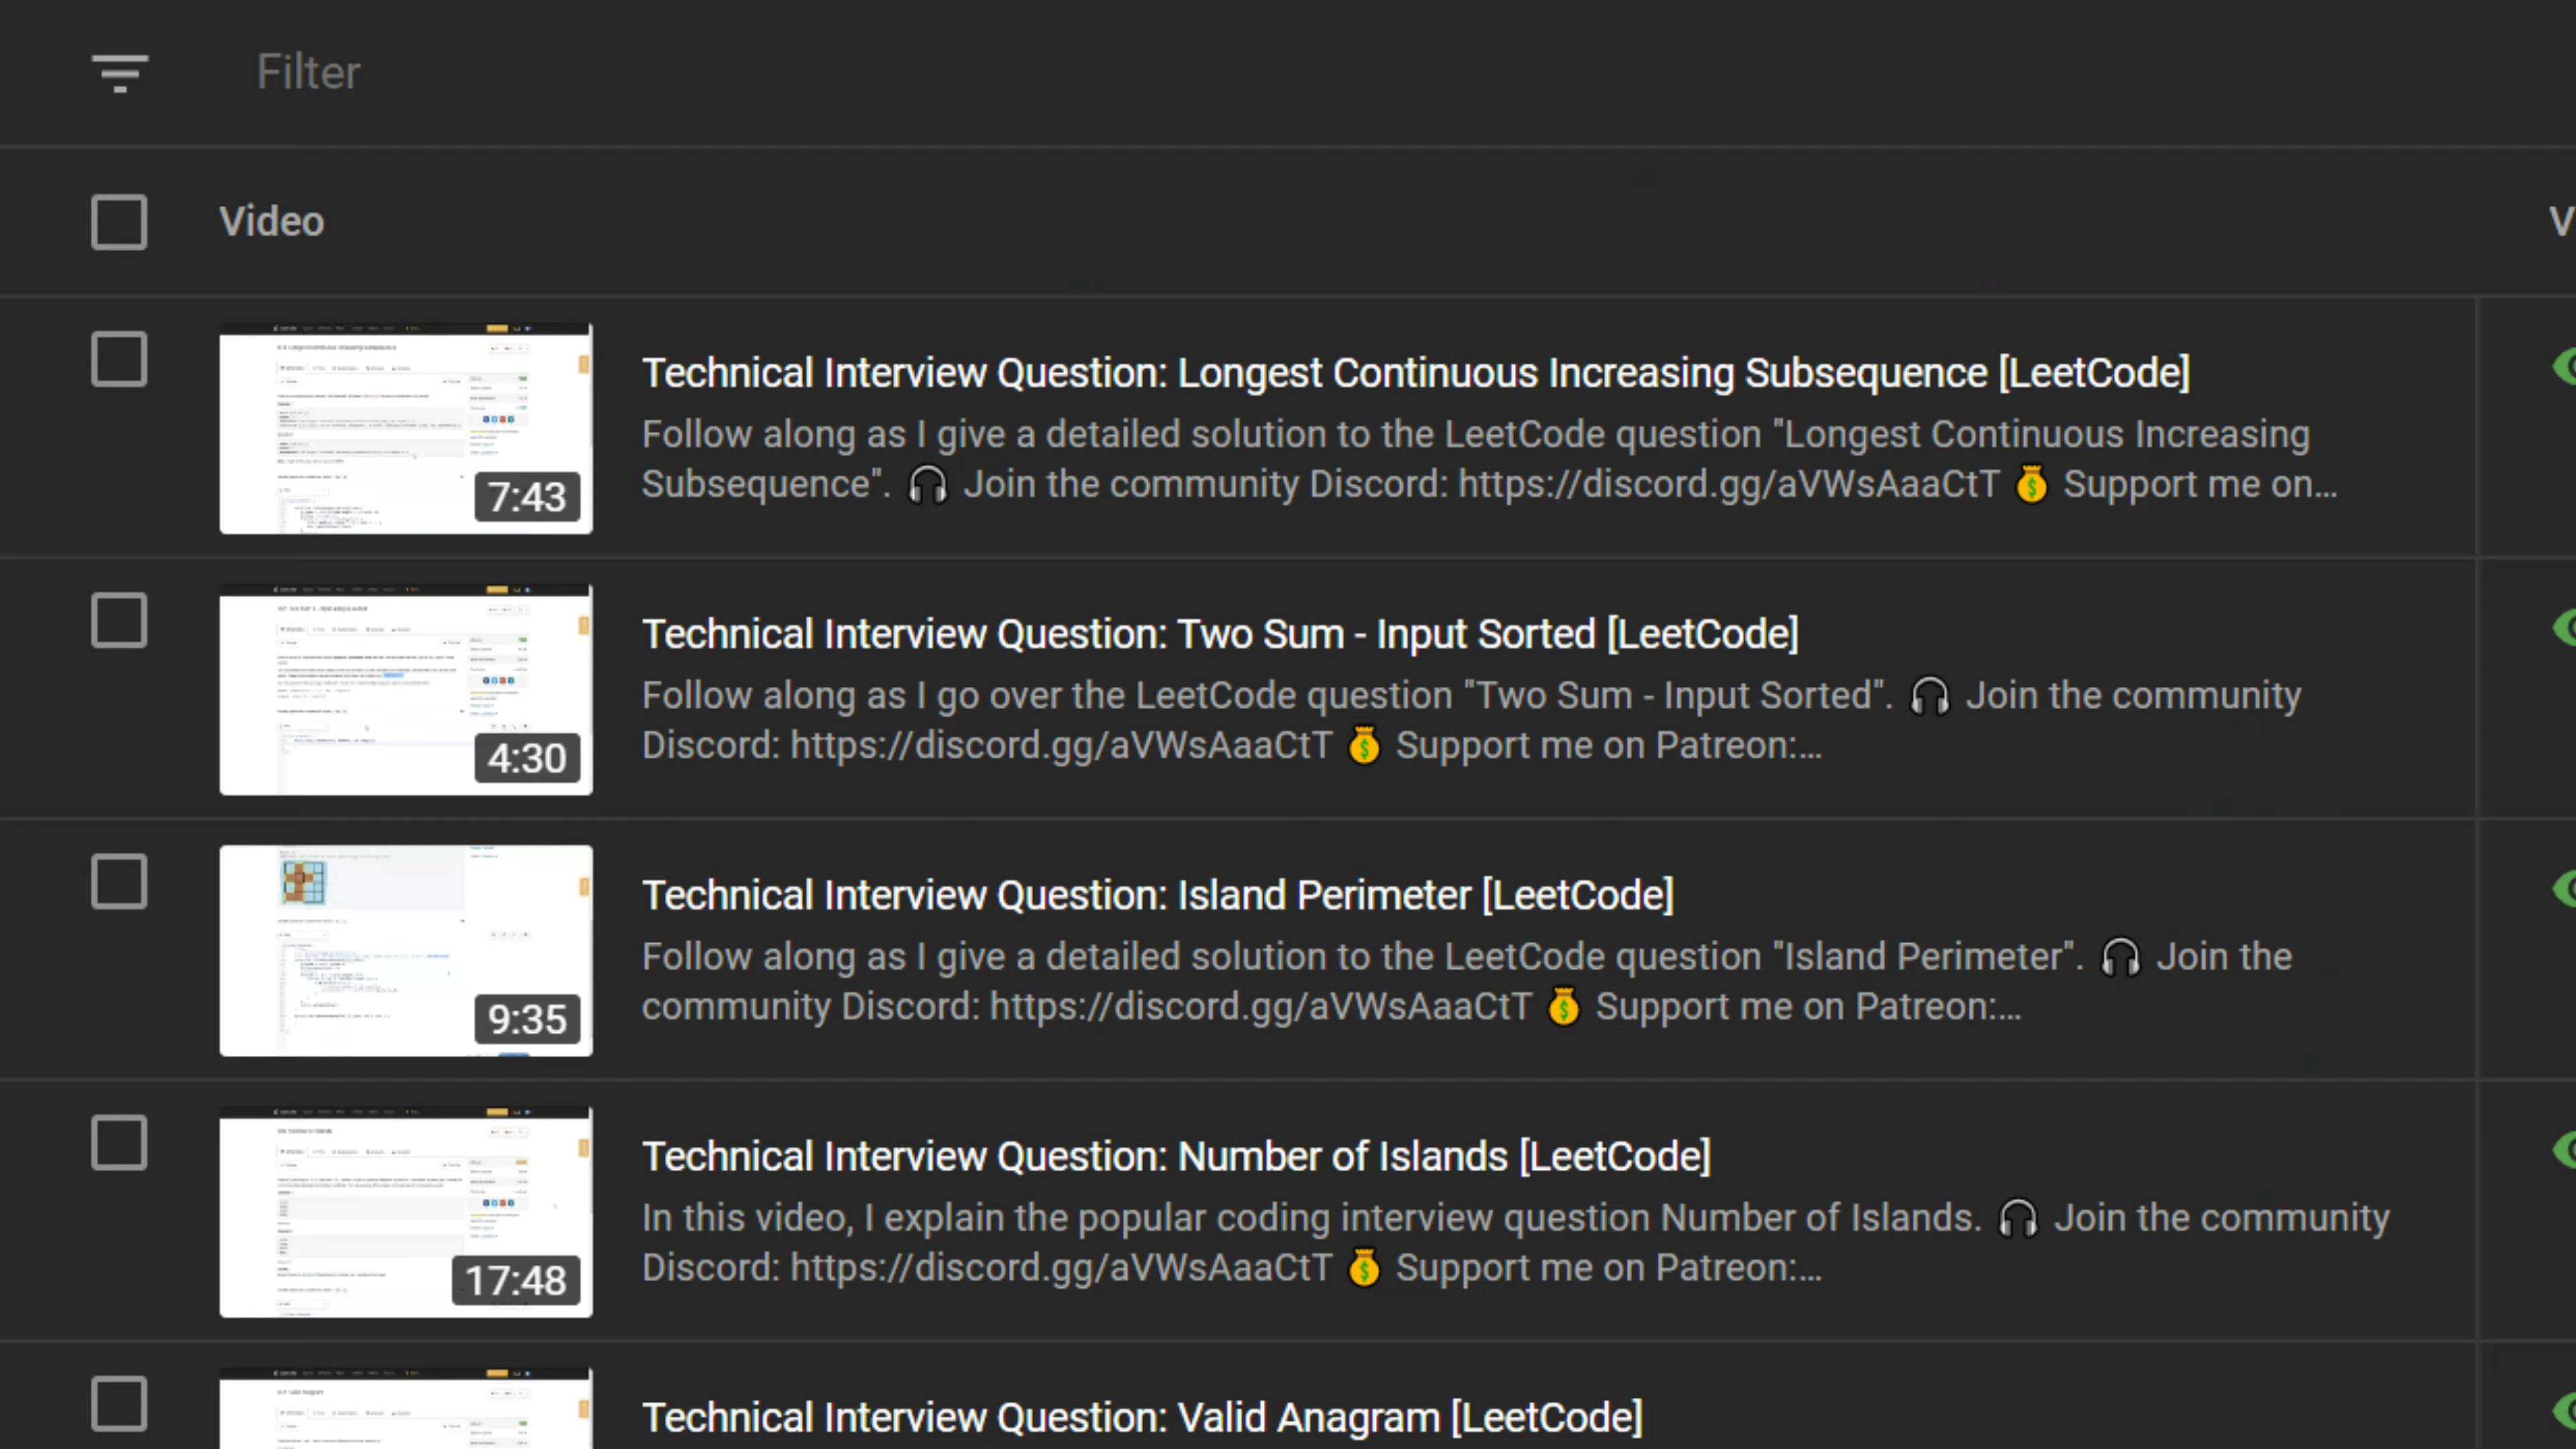 Filter
Video
V
7:43
Technical Interview Question: Longest Continuous Increasing Subsequence [LeetCode]
Follow along as I give a detailed solution to the LeetCode question "Longest Continuous Increasing
Subsequence". 🎧 Join the community Discord: https://discord.gg/aVWsAaaCtT 💰 Support me on...
4:30
Technical Interview Question: Two Sum - Input Sorted [LeetCode]
Follow along as I go over the LeetCode question "Two Sum - Input Sorted". 🎧 Join the community
Discord: https://discord.gg/aVWsAaaCtT 💰 Support me on Patreon:...
9:35
Technical Interview Question: Island Perimeter [LeetCode]
Follow along as I give a detailed solution to the LeetCode question "Island Perimeter". 🎧 Join the
community Discord: https://discord.gg/aVWsAaaCtT 💰 Support me on Patreon:...
17:48
Technical Interview Question: Number of Islands [LeetCode]
In this video, I explain the popular coding interview question Number of Islands. 🎧 Join the community
Discord: https://discord.gg/aVWsAaaCtT 💰 Support me on Patreon:...
Technical Interview Question: Valid Anagram [LeetCode]